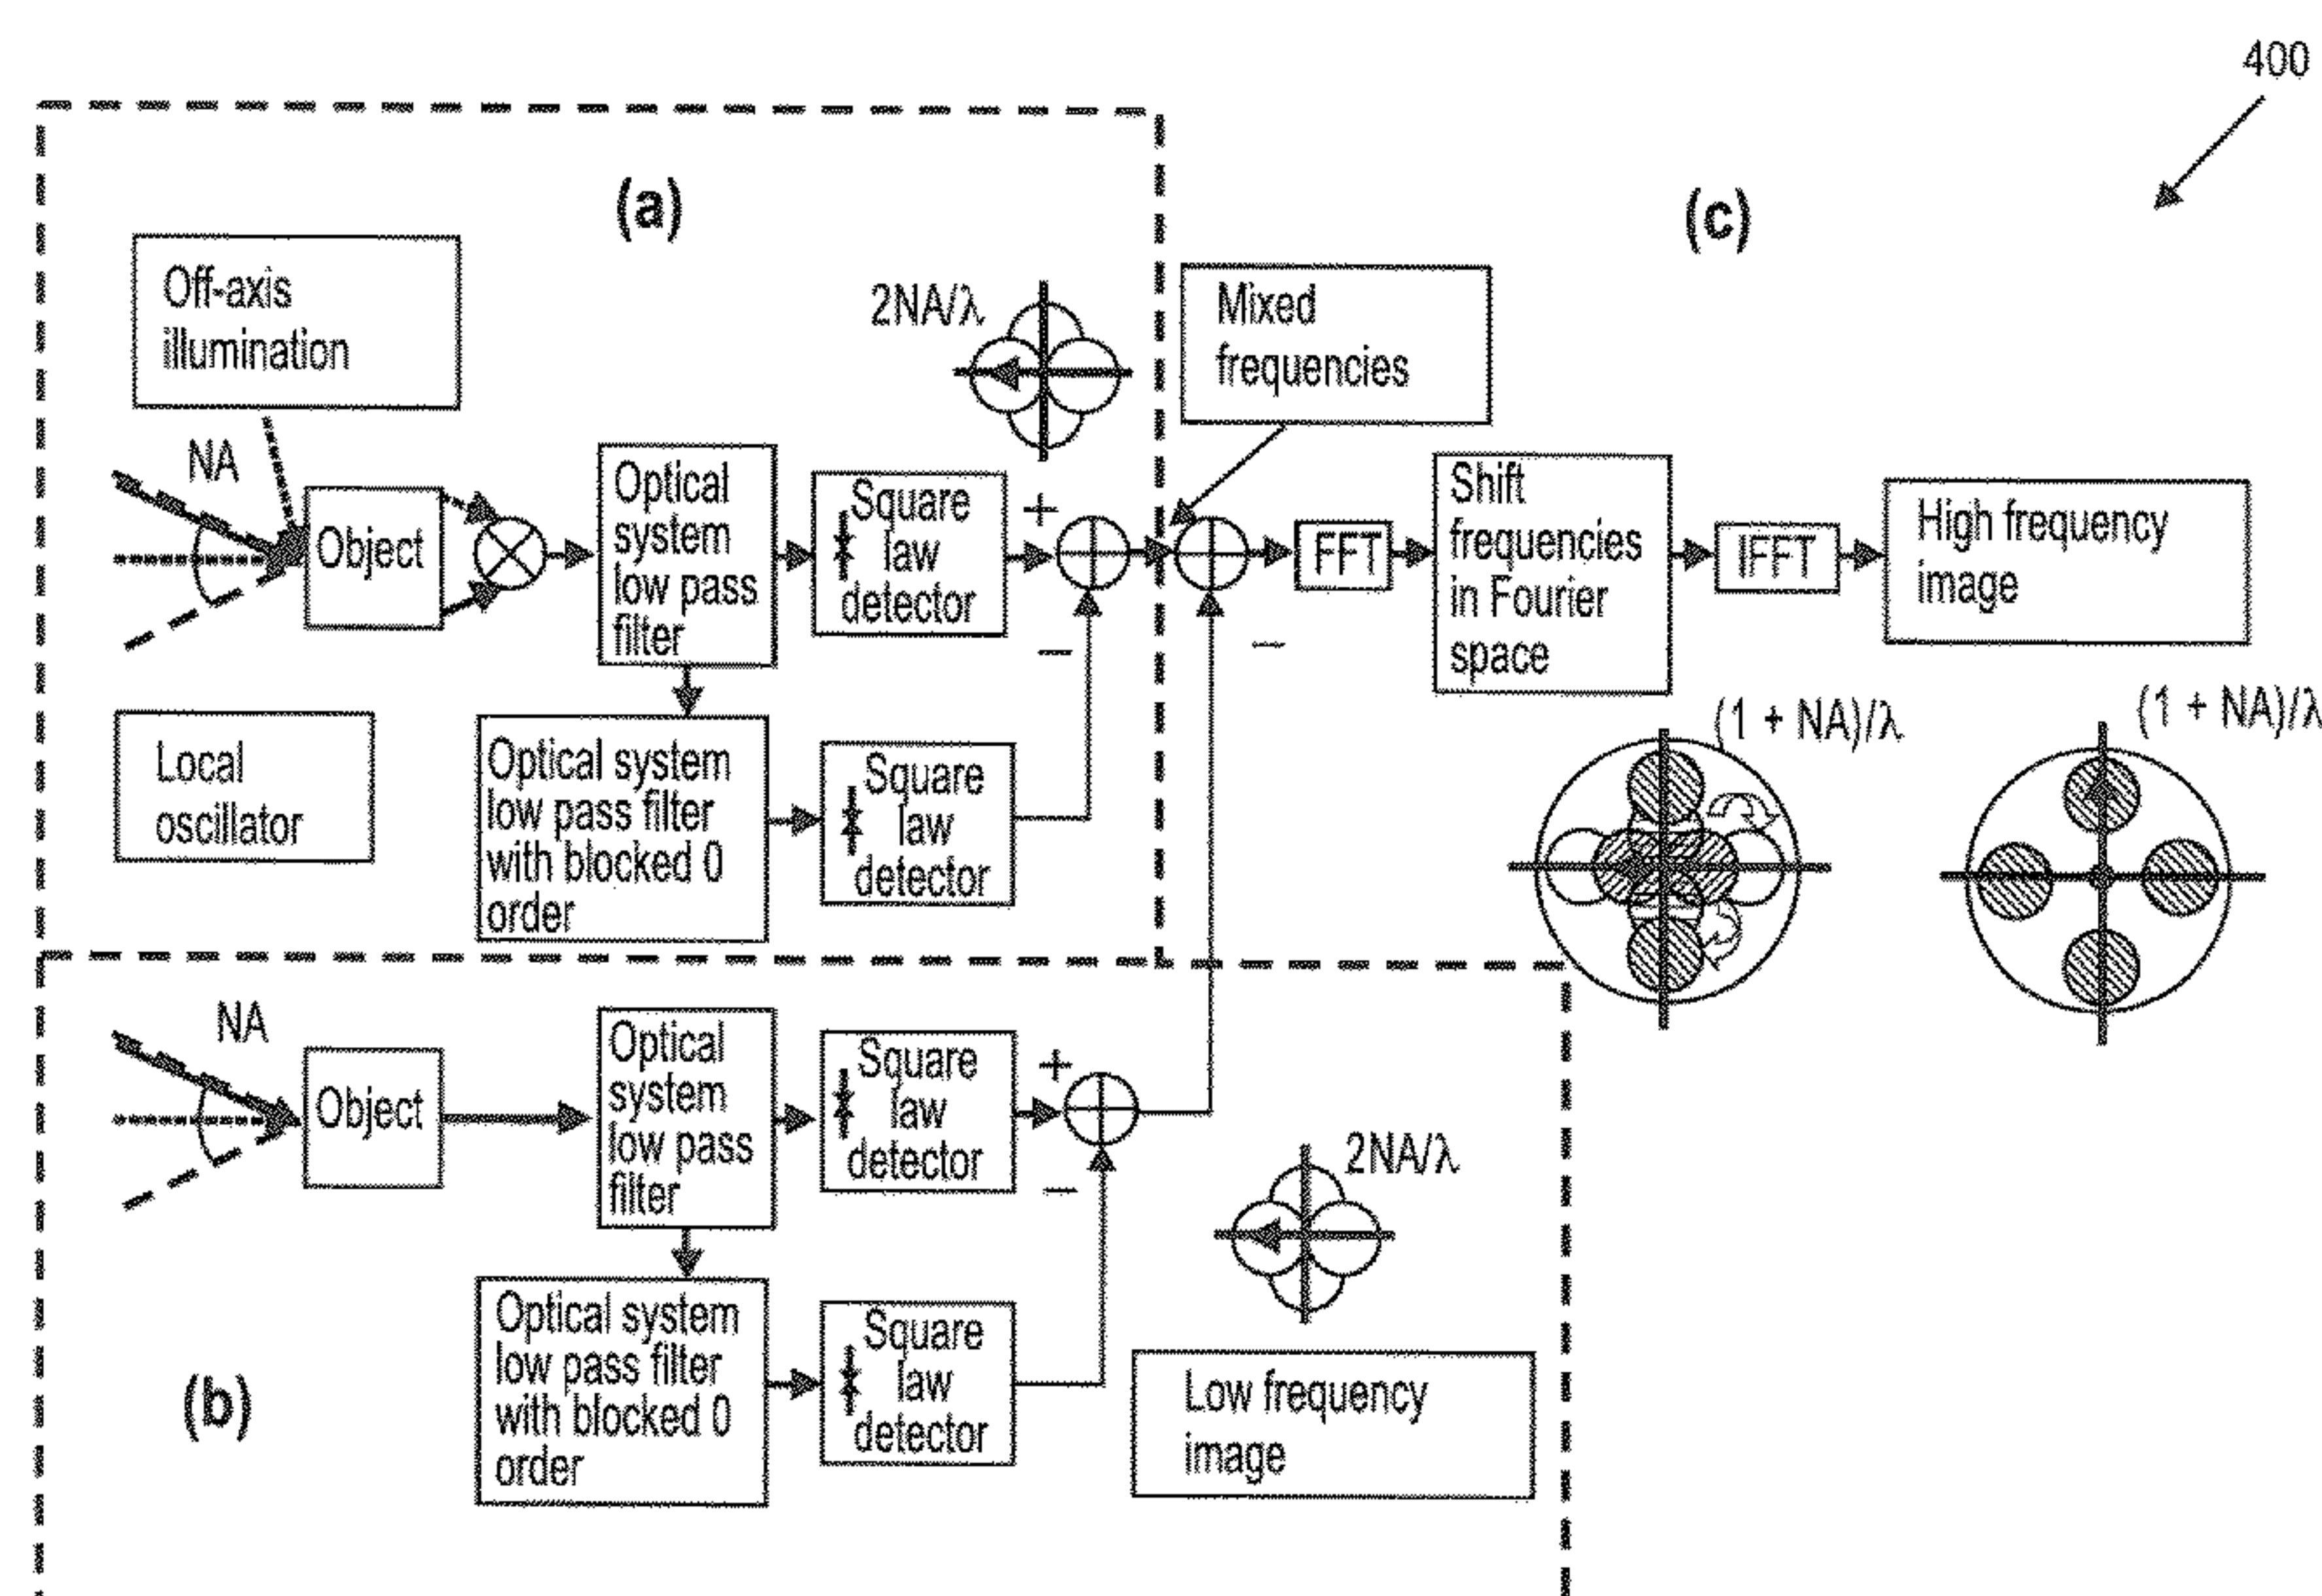 400
(a)
(c)
Off-axis
illumination
2NA/λ
Mixed
frequencies
NA
Object
Optical
system
low pass
filter
Square
law
detector
+
−
−
FFT
Shift
frequencies
in Fourier
space
IFFT
High frequency
image
Local
oscillator
Optical system
low pass filter
with blocked 0
order
Square
law
detector
(1 + NA)/λ
(1 + NA)/λ
NA
Object
Optical
system
low pass
filter
Square
law
detector
+
−
2NA/λ
(b)
Optical system
low pass filter
with blocked 0
order
Square
law
detector
Low frequency
image